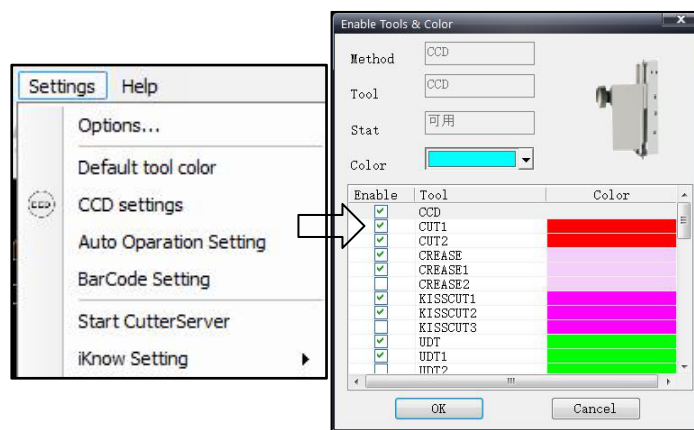 Settings Help
Options...
Default tool color
CCD settings
CCD
Auto Oparation Setting
BarCode Setting
Start CutterServer
iKnow Setting
Enable Tools & Color
Method CCD
Tool CCD
Stat 可用
Color
Enable Tool Color
CCD
CUT1
CUT2
CREASE
CREASE1
CREASE2
KISSCUT1
KISSCUT2
KISSCUT3
UDT
UDT1
UDT2
OK Cancel